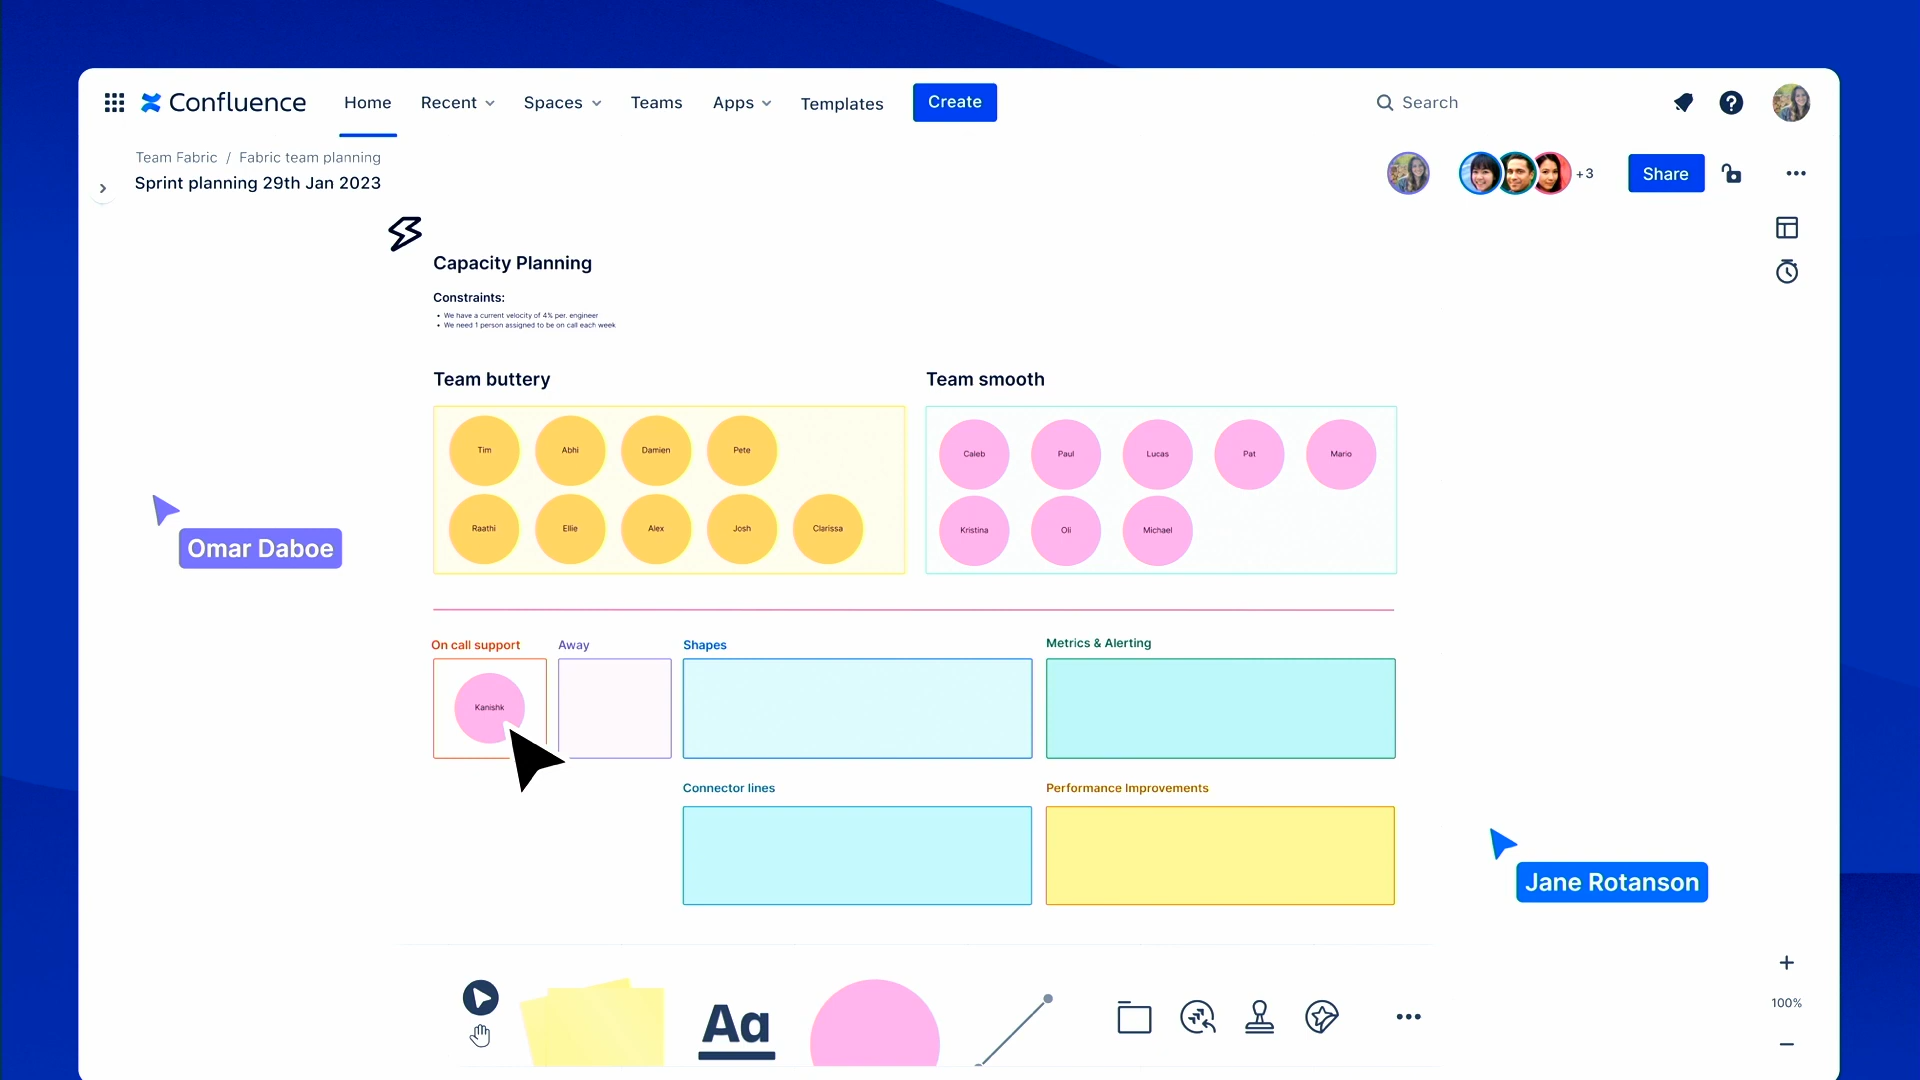 Confluence
Home Recent Spaces Teams Apps Templates Create Search
Team Fabric / Fabric team planning
Sprint planning 29th Jan 2023
+3
Share
Capacity Planning
Constraints:
• We have a current velocity of 4% per. engineer
• We need 1 person assigned to be on call each week
Team buttery
Tim Abhi Damien Pete
Raathi Ellie Alex Josh Clarissa
Team smooth
Caleb Paul Lucas Pat Mario
Kristina Oli Michael
Omar Daboe
On call support Away Shapes Metrics & Alerting
Kanishk
Connector lines Performance Improvements
Jane Rotanson
Aa
100%